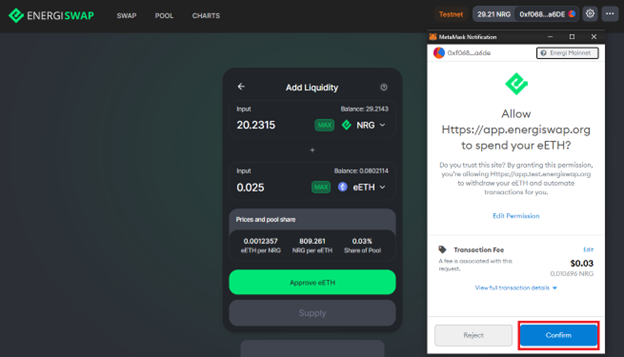 ENERGISWAP SWAP POOL CHARTS Testnet 29.21 NRG 0xf068...a6DE
Add Liquidity
Input Balance: 29.2143
20.2315 MAX NRG
+
Input Balance: 0.0802114
0.025 MAX eETH
Prices and pool share
0.0012357 809.261 0.03%
eETH per NRG NRG per eETH Share of Pool
Approve eETH
Supply
MetaMask Notification
0xf068...a6de Energi Mainnet
Allow
Https://app.energiswap.org
to spend your eETH?
Do you trust this site? By granting this permission,
you're allowing Https://app.test.energiswap.org
to withdraw your eETH and automate
transactions for you.
Edit Permission
Transaction Fee Edit
A fee is associated with this
request.
$0.03
0.010696 NRG
View full transaction details
Reject Confirm